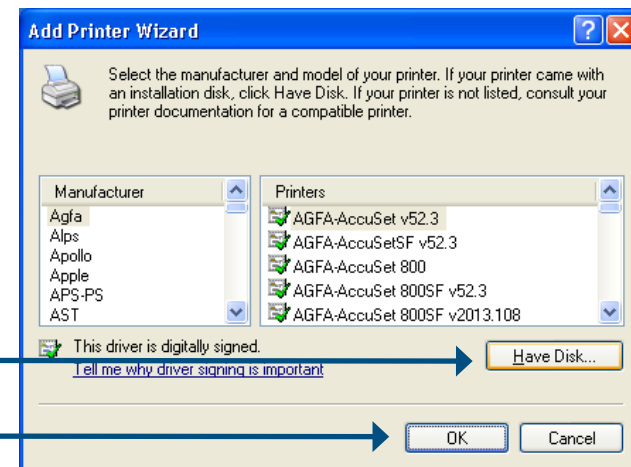 Add Printer Wizard
Select the manufacturer and model of your printer. If your printer came with
an installation disk, click Have Disk. If your printer is not listed, consult your
printer documentation for a compatible printer.
Manufacturer
Agfa
Alps
Apollo
Apple
APS-PS
AST
Printers
AGFA-AccuSet v52.3
AGFA-AccuSetSF v52.3
AGFA-AccuSet 800
AGFA-AccuSet 800SF v52.3
AGFA-AccuSet 800SF v2013.108
This driver is digitally signed.
Tell me why driver signing is important
Have Disk...
OK
Cancel